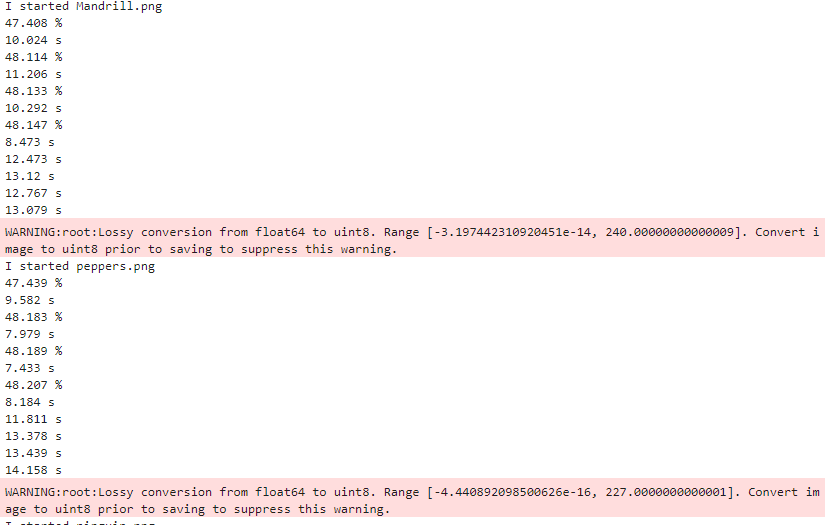 I started Mandrill.png
47.408 %
10.024 s
48.114 %
11.206 s
48.133 %
10.292 s
48.147 %
8.473 s
12.473 s
13.12 s
12.767 s
13.079 s
WARNING:root:Lossy conversion from float64 to uint8. Range [-3.197442310920451e-14, 240.00000000000009]. Convert i
mage to uint8 prior to saving to suppress this warning.
I started peppers.png
47.439 %
9.582 s
48.183 %
7.979 s
48.189 %
7.433 s
48.207 %
8.184 s
11.811 s
13.378 s
13.439 s
14.158 s
WARNING:root:Lossy conversion from float64 to uint8. Range [-4.440892098500626e-16, 227.0000000000001]. Convert im
age to uint8 prior to saving to suppress this warning.
I started